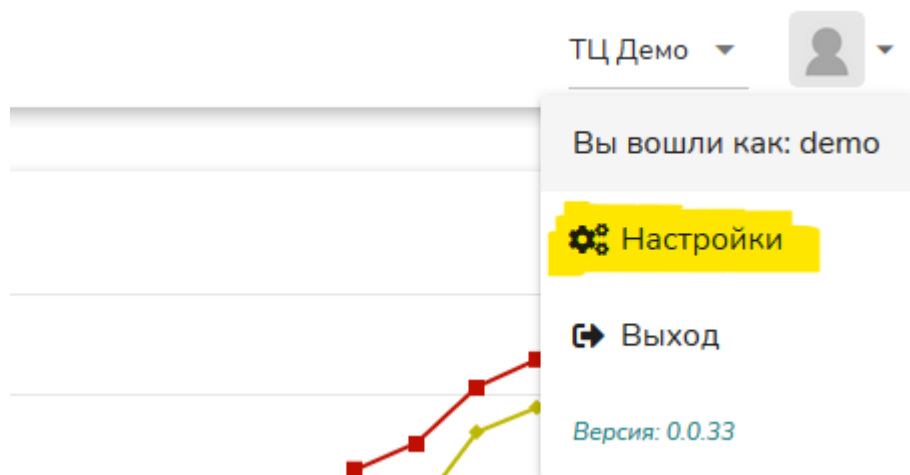 ТЦ Демо
Вы вошли как: demo
Настройки
Выход
Версия: 0.0.33